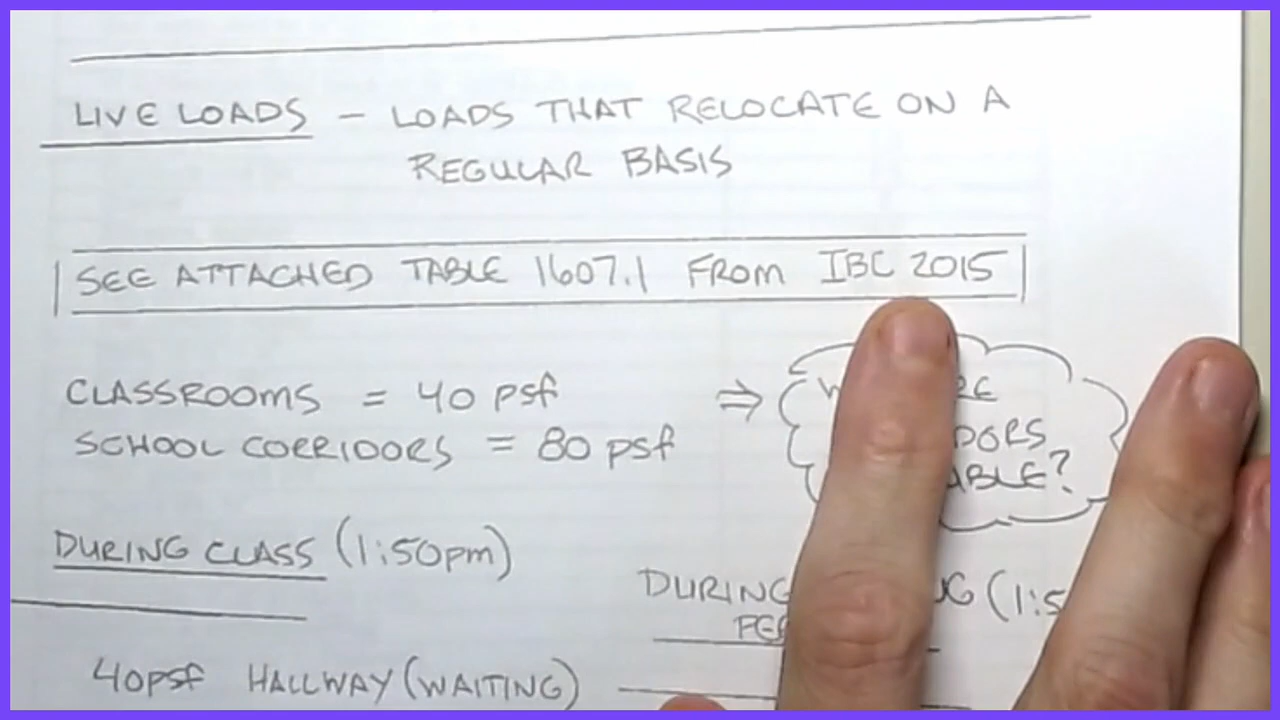 LIVE LOADS — LOADS THAT RELOCATE ON A
REGULAR BASIS
SEE ATTACHED TABLE 1607.1 FROM IBC 2015
CLASSROOMS = 40 psf ⇒
SCHOOL CORRIDORS = 80 psf
DURING CLASS (1:50pm)
DURING
40psf HALLWAY (WAITING)